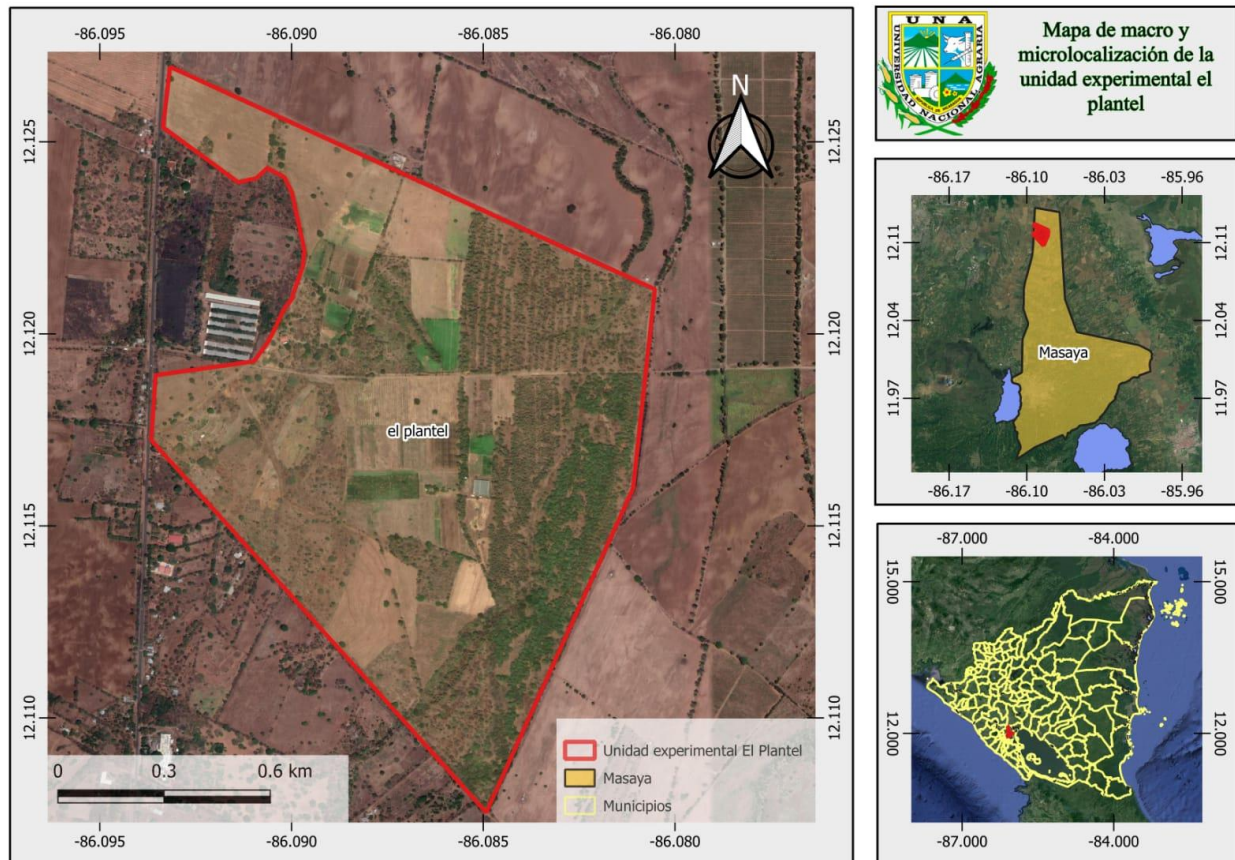 -86.095 -86.090 -86.085 -86.080
12.125
12.120
12.115
12.110
N
el plantel
0 0.3 0.6 km
Unidad experimental El Plantel
Masaya
Municipios
12.125
12.120
12.115
12.110
-86.095 -86.090 -86.085 -86.080
UNA
UNIVERSIDAD NACIONAL AGRARIA
Mapa de macro y
microlocalización de la
unidad experimental el
plantel
-86.17 -86.10 -86.03 -85.96
12.11
12.04
11.97
Masaya
12.11
12.04
11.97
-86.17 -86.10 -86.03 -85.96
-87.000 -84.000
15.000
12.000
15.000
12.000
-87.000 -84.000